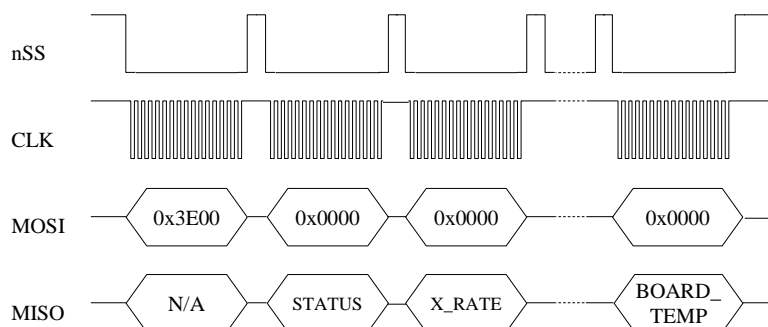 nSS
CLK
MOSI 0x3E00 0x0000 0x0000 0x0000
MISO N/A STATUS X_RATE BOARD_
TEMP